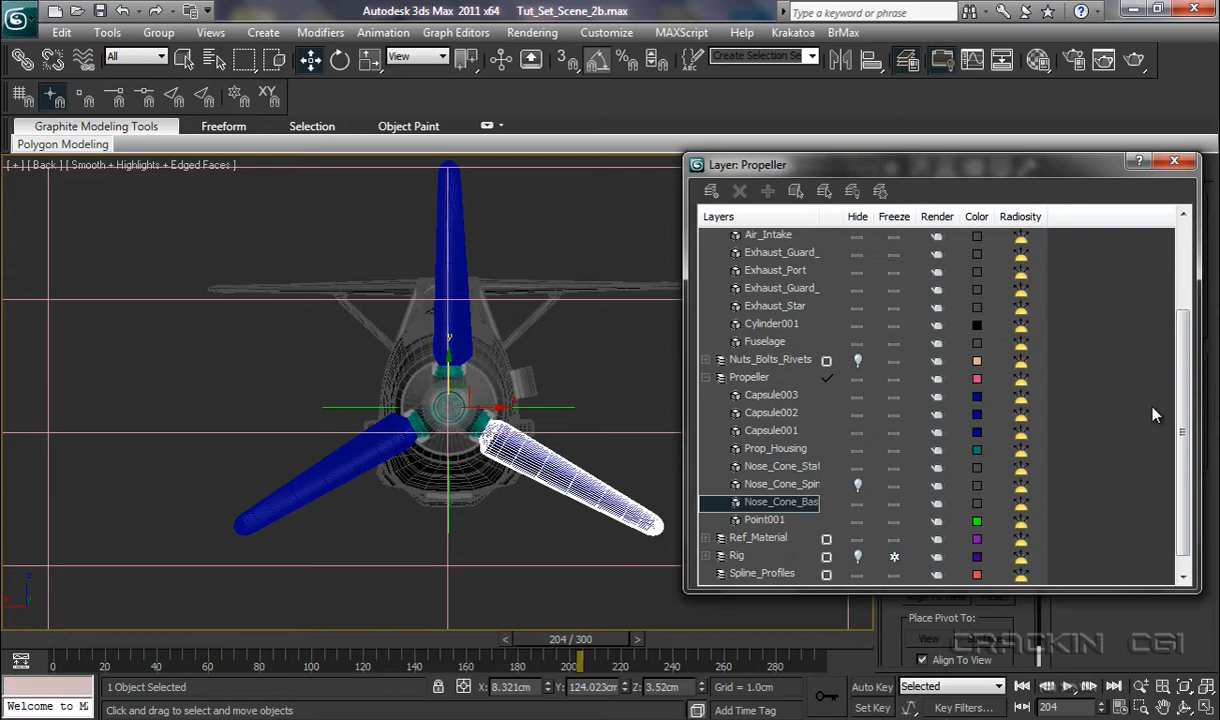 Autodesk 3ds Max 2011 x64 Tut_Set_Scene_2b.max
Type a keyword or phrase
Edit Tools Group Views Create Modifiers Animation Graph Editors Rendering Customize MAXScript Help Krakatoa BrMax
All View Create Selection Se
XY
Graphite Modeling Tools Freeform Selection Object Paint
Polygon Modeling
[ + ] [ Back ] [ Smooth + Highlights + Edged Faces ]
Layer: Propeller
Layers Hide Freeze Render Color Radiosity
Air_Intake
Exhaust_Guard_
Exhaust_Port
Exhaust_Guard_
Exhaust_Star
Cylinder001
Fuselage
Nuts_Bolts_Rivets
Propeller
Capsule003
Capsule002
Capsule001
Prop_Housing
Nose_Cone_Stat
Nose_Cone_Spin
Nose_Cone_Bas
Point001
Ref_Material
Rig
Spline_Profiles
y
z
Place Pivot To:
View
Align To View
CRACKIN CGI
204 / 300
0 20 40 60 80 100 120 140 160 180 200 220 240 260 280
1 Object Selected X: 8.321cm Y: 124.023cm Z: 3.52cm Grid = 1.0cm Auto Key Selected
Welcome to M Click and drag to select and move objects Add Time Tag Set Key Key Filters... 204